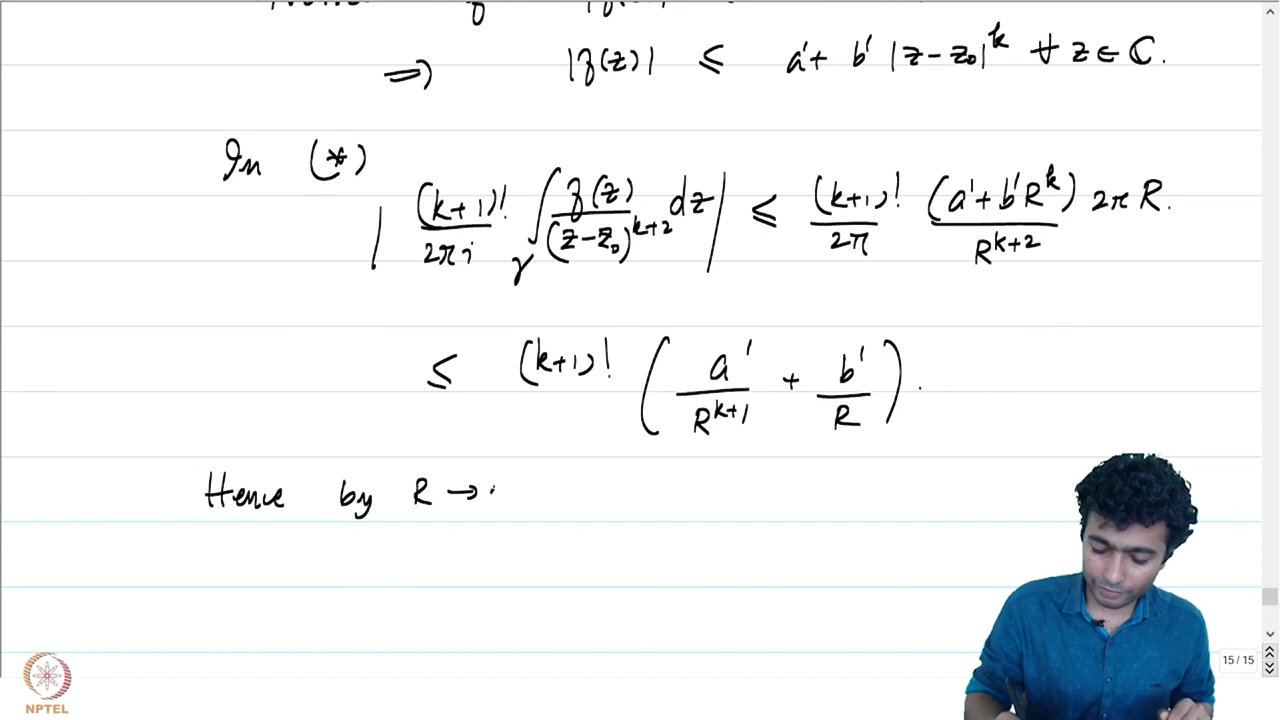 ⟹ |f(z)| ≤ a' + b' |z-z₀|^k ∀ z ∈ ℂ.
In (*)
| (k+1)!/2πi ∫_γ f(z)/(z-z₀)^{k+2} dz | ≤ (k+1)!/2π (a'+b'R^k)/R^{k+2} 2πR.
≤ (k+1)! ( a'/R^{k+1} + b'/R ).
Hence by R →
15 / 15
NPTEL